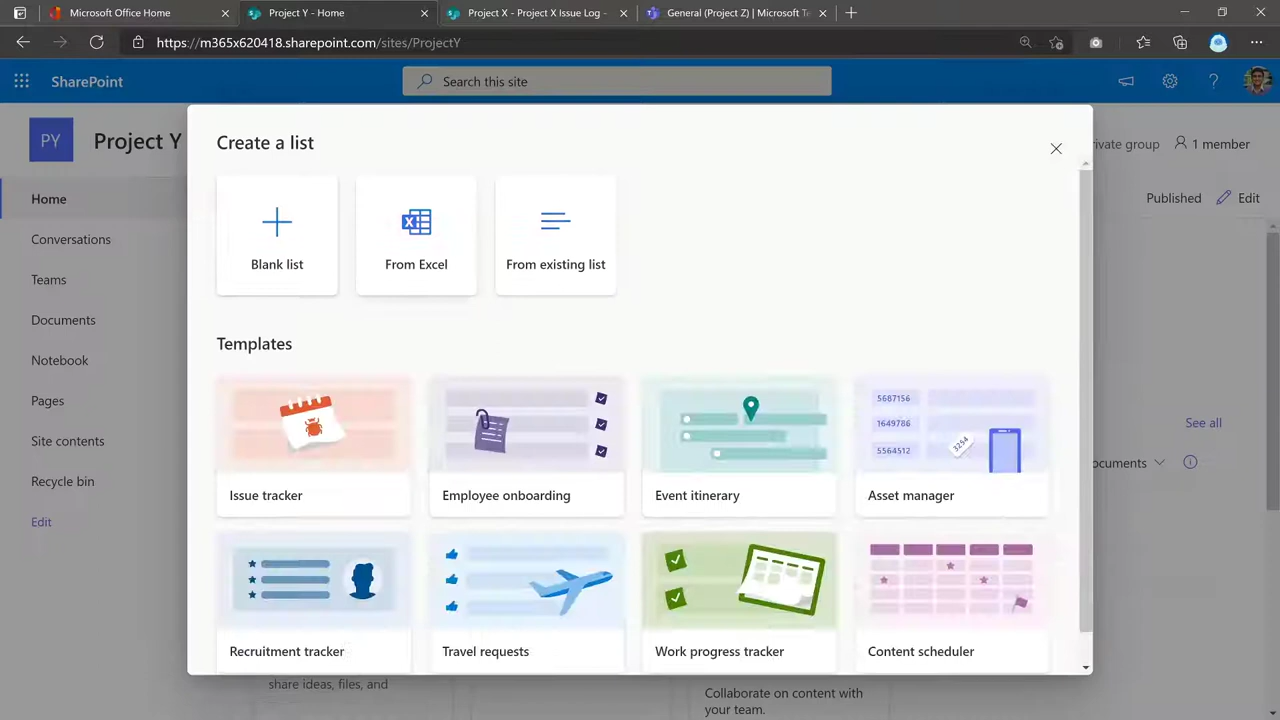 Microsoft Office Home
Project Y - Home
Project X - Project X Issue Log -
General (Project Z) | Microsoft Te
https://m365x620418.sharepoint.com/sites/ProjectY
SharePoint
Search this site
PY
Project Y
rivate group
1 member
Home
Conversations
Teams
Documents
Notebook
Pages
Site contents
Recycle bin
Edit
Published
Edit
See all
ocuments
Create a list
Blank list
From Excel
From existing list
Templates
5687156
1649786
5564512
3254
Issue tracker
Employee onboarding
Event itinerary
Asset manager
Recruitment tracker
Travel requests
Work progress tracker
Content scheduler
share ideas, files, and
Collaborate on content with
your team.